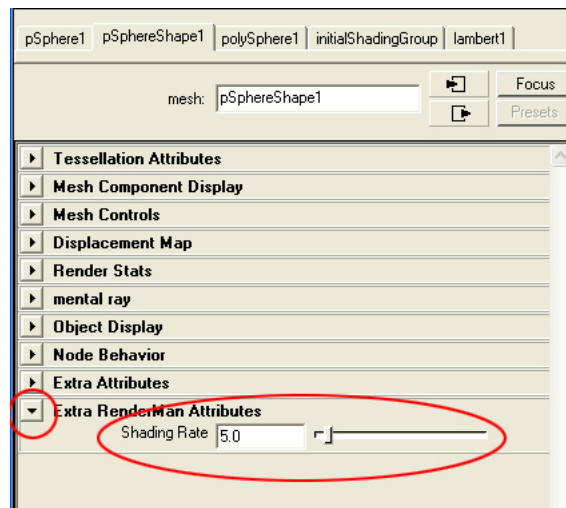 pSphere1 pSphereShape1 polySphere1 initialShadingGroup lambert1
mesh: pSphereShape1 Focus
Presets
Tessellation Attributes
Mesh Component Display
Mesh Controls
Displacement Map
Render Stats
mental ray
Object Display
Node Behavior
Extra Attributes
Extra RenderMan Attributes
Shading Rate 5.0